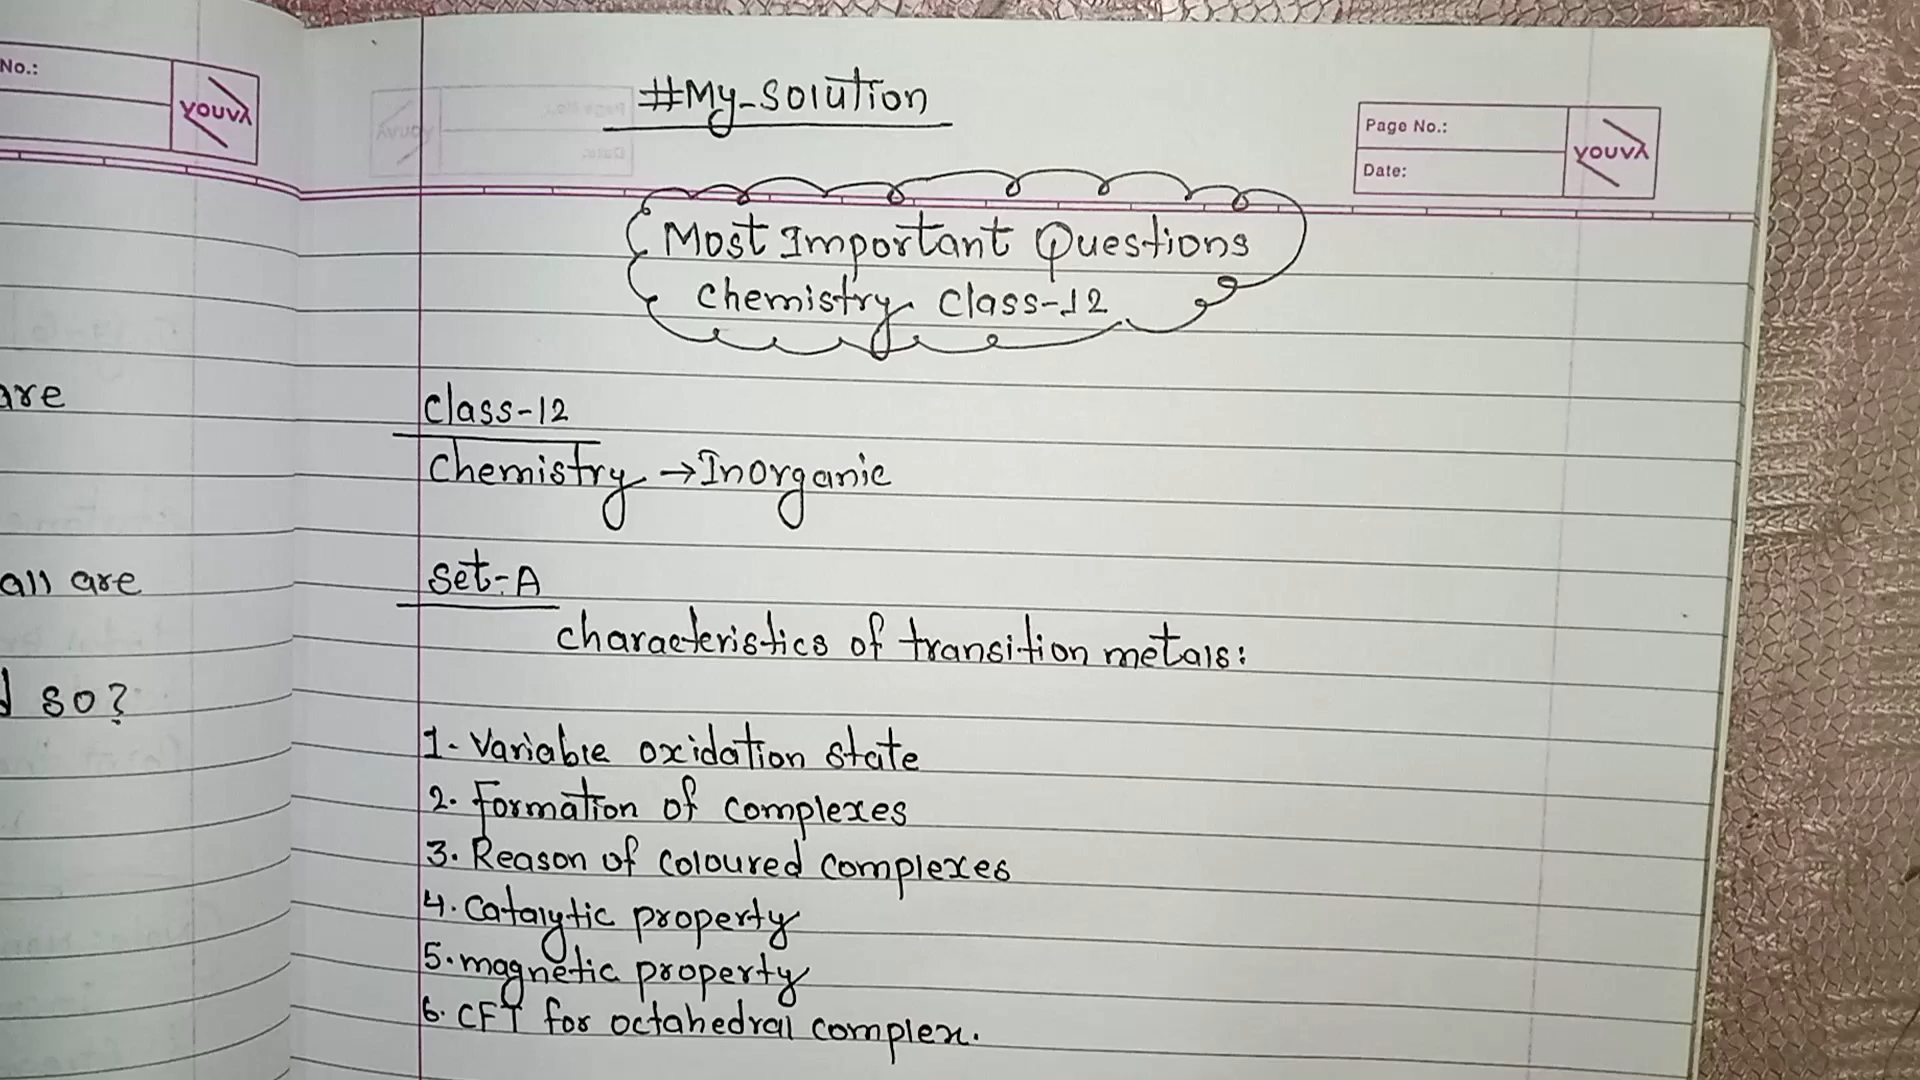 No.:
youva
are
all are
so?
#My-solution
Page No.:
Date:
youva
Most Important Questions
Chemistry Class-12
Class-12
Chemistry → Inorganic
Set-A
characteristics of transition metals:
1- Variable oxidation state
2. Formation of complexes
3. Reason of coloured complexes
4. Catalytic property
5. magnetic property
6. CFT for octahedral complex.